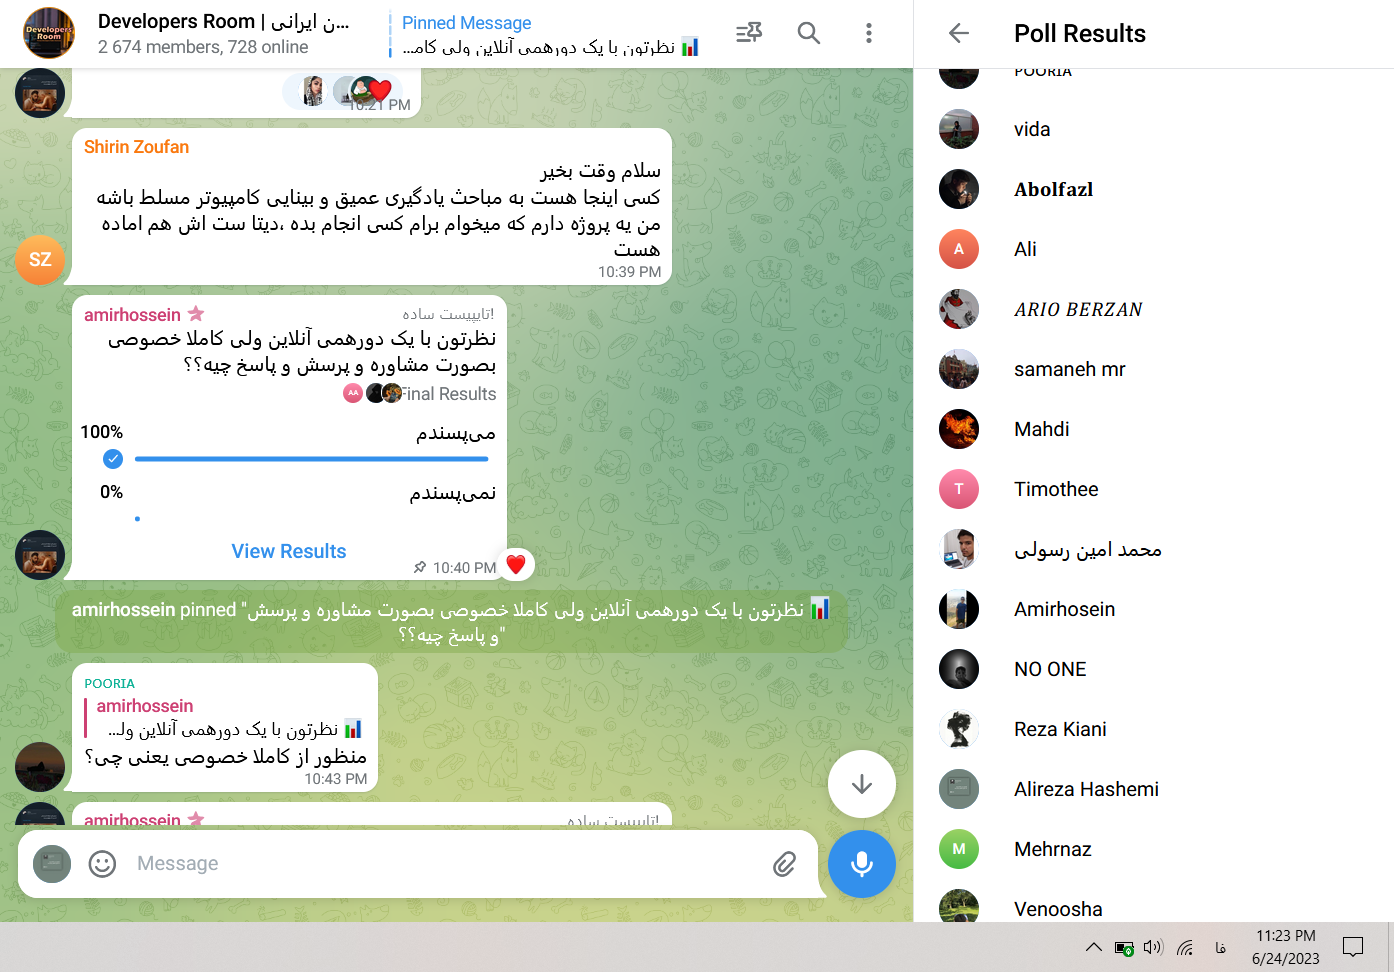 Developers Room | ن ایرانی...
2 674 members, 728 online
Pinned Message
📊 نظرتون با یک دورهمی آنلاین ولی کام...
Poll Results
10:21 PM
Shirin Zoufan
سلام وقت بخیر
کسی اینجا هست به مباحث یادگیری عمیق و بینایی کامپیوتر مسلط باشه
من یه پروژه دارم که میخوام برام کسی انجام بده ،دیتا ست اش هم اماده
هست
SZ
10:39 PM
amirhossein
تایپیست ساده!
نظرتون با یک دورهمی آنلاین ولی کاملا خصوصی
بصورت مشاوره و پرسش و پاسخ چیه؟؟
AA
Final Results
100%
می‌پسندم
0%
نمی‌پسندم
View Results
10:40 PM
amirhossein pinned "📊 نظرتون با یک دورهمی آنلاین ولی کاملا خصوصی بصورت مشاوره و پرسش
و پاسخ چیه؟؟"
POORIA
amirhossein
📊 نظرتون با یک دورهمی آنلاین ول...
منظور از کاملا خصوصی یعنی چی؟
10:43 PM
amirhossein
تایپیست ساده!
Message
POORIA
vida
Abolfazl
A
Ali
ARIO BERZAN
samaneh mr
Mahdi
T
Timothee
محمد امین رسولی
Amirhosein
NO ONE
Reza Kiani
Alireza Hashemi
M
Mehrnaz
Venoosha
فا
11:23 PM
6/24/2023